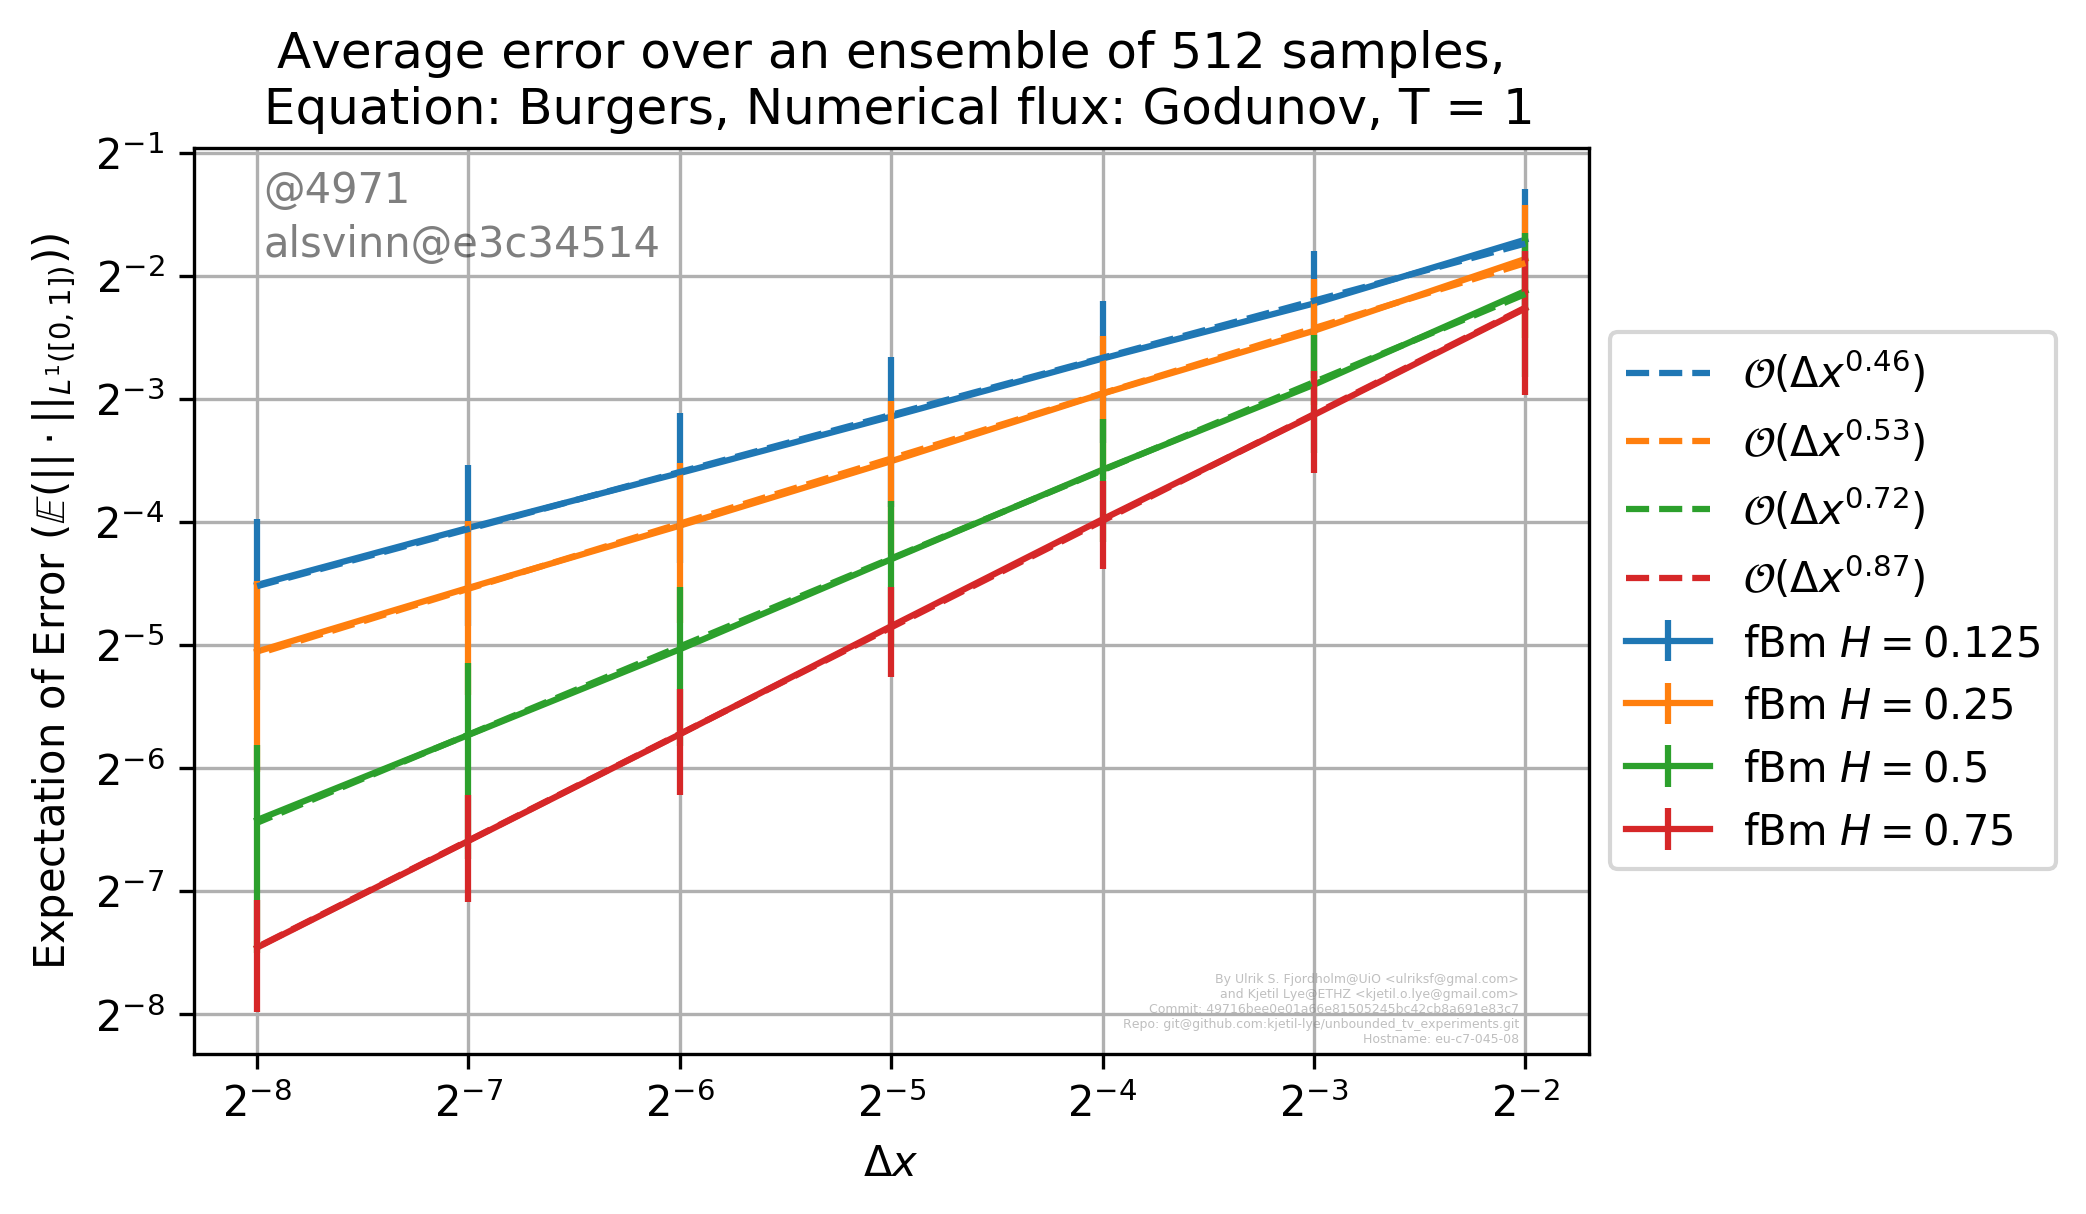 Average error over an ensemble of 512 samples,
Equation: Burgers, Numerical flux: Godunov, T = 1
Expectation of Error (𝔼(||·||_{L^1([0,1])}))
2^{-1}
2^{-2}
2^{-3}
2^{-4}
2^{-5}
2^{-6}
2^{-7}
2^{-8}
@4971
alsvinn@e3c34514
By Ulrik S. Fjordholm@UiO <ulriksf@gmal.com>
and Kjetil Lye@ETHZ <kjetil.o.lye@gmail.com>
Commit: 49716bee0e01a66e81505245bc42cb8a691e83c7
Repo: git@github.com:kjetil-lye/unbounded_tv_experiments.git
Hostname: eu-c7-045-08
2^{-8} 2^{-7} 2^{-6} 2^{-5} 2^{-4} 2^{-3} 2^{-2}
Δx
𝒪(Δx^{0.46})
𝒪(Δx^{0.53})
𝒪(Δx^{0.72})
𝒪(Δx^{0.87})
fBm H = 0.125
fBm H = 0.25
fBm H = 0.5
fBm H = 0.75